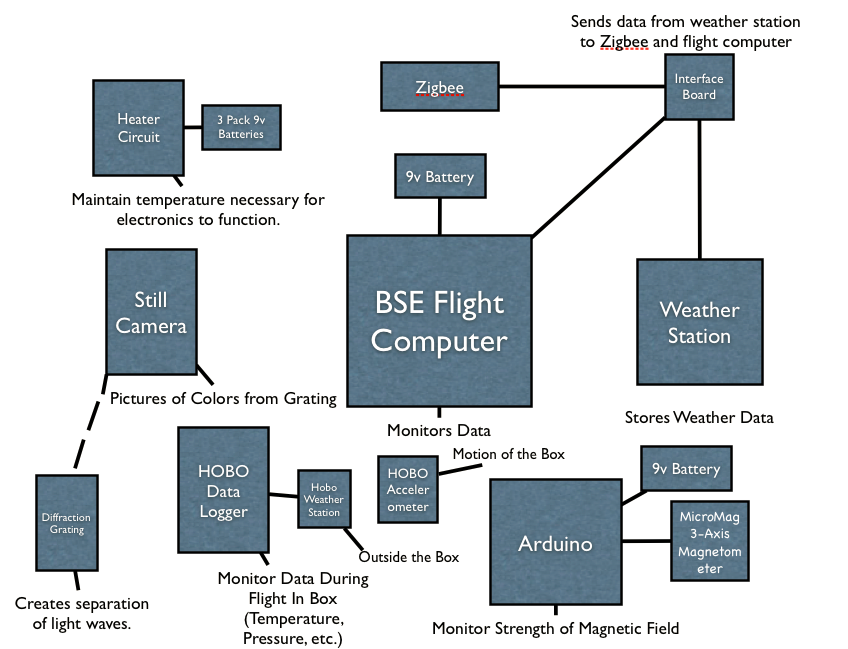 Sends data from weather station
to Zigbee and flight computer
Zigbee
Interface
Board
Heater
Circuit
3 Pack 9v
Batteries
9v Battery
Maintain temperature necessary for
electronics to function.
BSE Flight
Computer
Weather
Station
Still
Camera
Pictures of Colors from Grating
Monitors Data
Stores Weather Data
Motion of the Box
9v Battery
HOBO
Data
Logger
Hobo
Weather
Station
HOBO
Acceler
ometer
Arduino
MicroMag
3-Axis
Magnetom
eter
Diffraction
Grating
Outside the Box
Monitor Data During
Flight In Box
(Temperature,
Pressure, etc.)
Creates separation
of light waves.
Monitor Strength of Magnetic Field